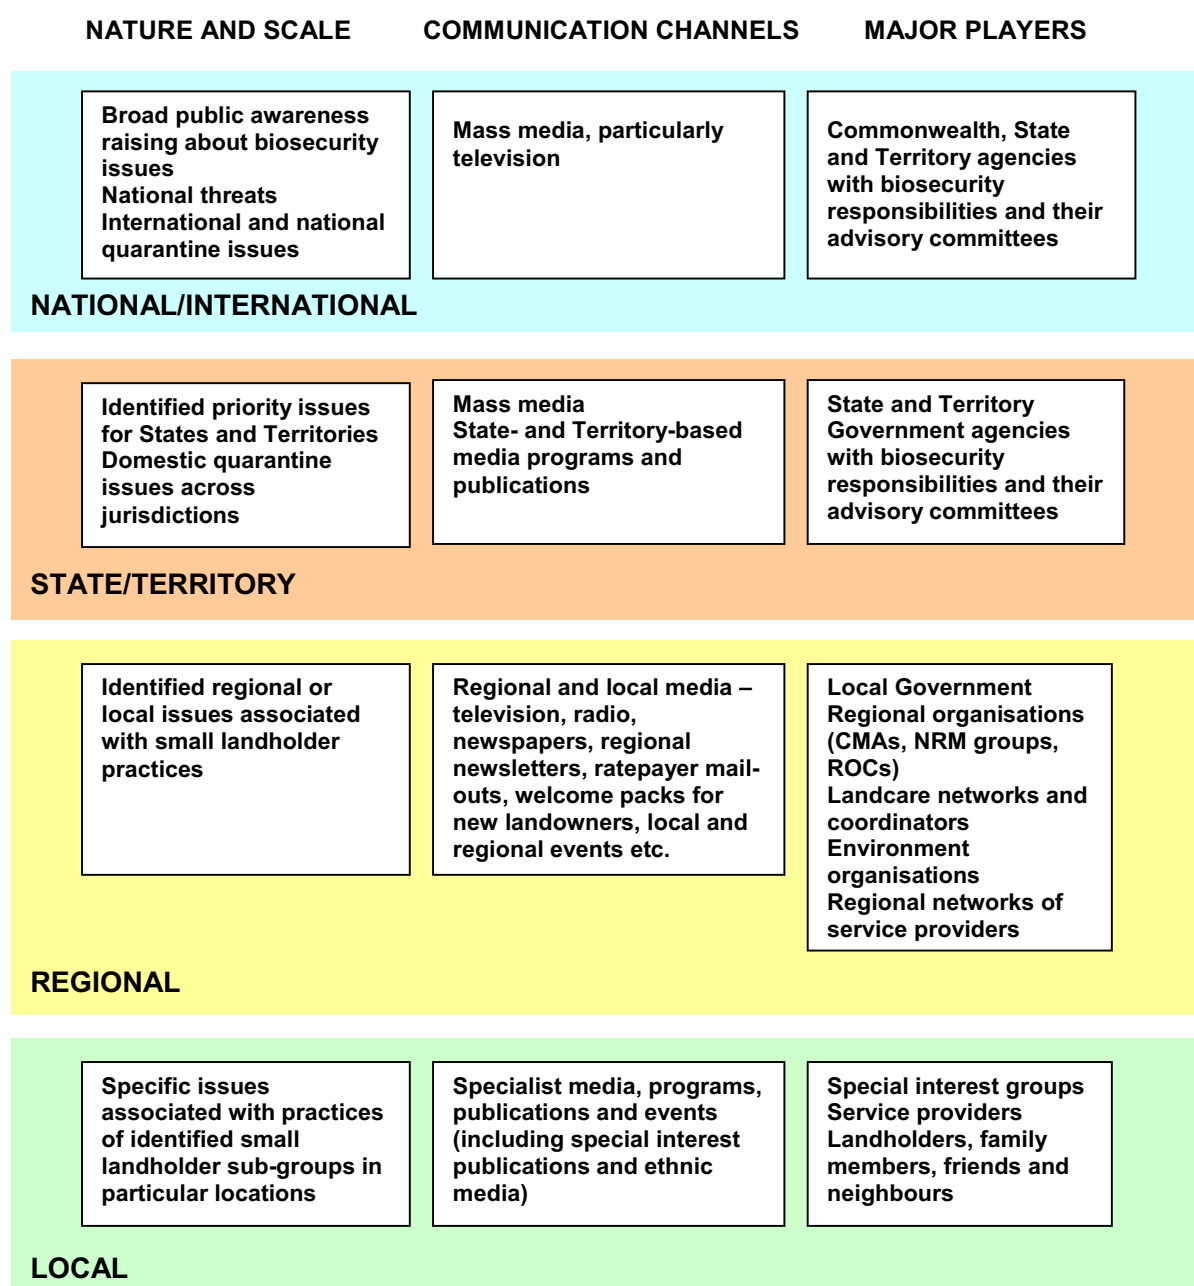 NATURE AND SCALE
COMMUNICATION CHANNELS
MAJOR PLAYERS
Broad public awareness
raising about biosecurity
issues
National threats
International and national
quarantine issues
Mass media, particularly
television
Commonwealth, State
and Territory agencies
with biosecurity
responsibilities and their
advisory committees
NATIONAL/INTERNATIONAL
Identified priority issues
for States and Territories
Domestic quarantine
issues across
jurisdictions
Mass media
State- and Territory-based
media programs and
publications
State and Territory
Government agencies
with biosecurity
responsibilities and their
advisory committees
STATE/TERRITORY
Identified regional or
local issues associated
with small landholder
practices
Regional and local media –
television, radio,
newspapers, regional
newsletters, ratepayer mail-
outs, welcome packs for
new landowners, local and
regional events etc.
Local Government
Regional organisations
(CMAs, NRM groups,
ROCs)
Landcare networks and
coordinators
Environment
organisations
Regional networks of
service providers
REGIONAL
Specific issues
associated with practices
of identified small
landholder sub-groups in
particular locations
Specialist media, programs,
publications and events
(including special interest
publications and ethnic
media)
Special interest groups
Service providers
Landholders, family
members, friends and
neighbours
LOCAL